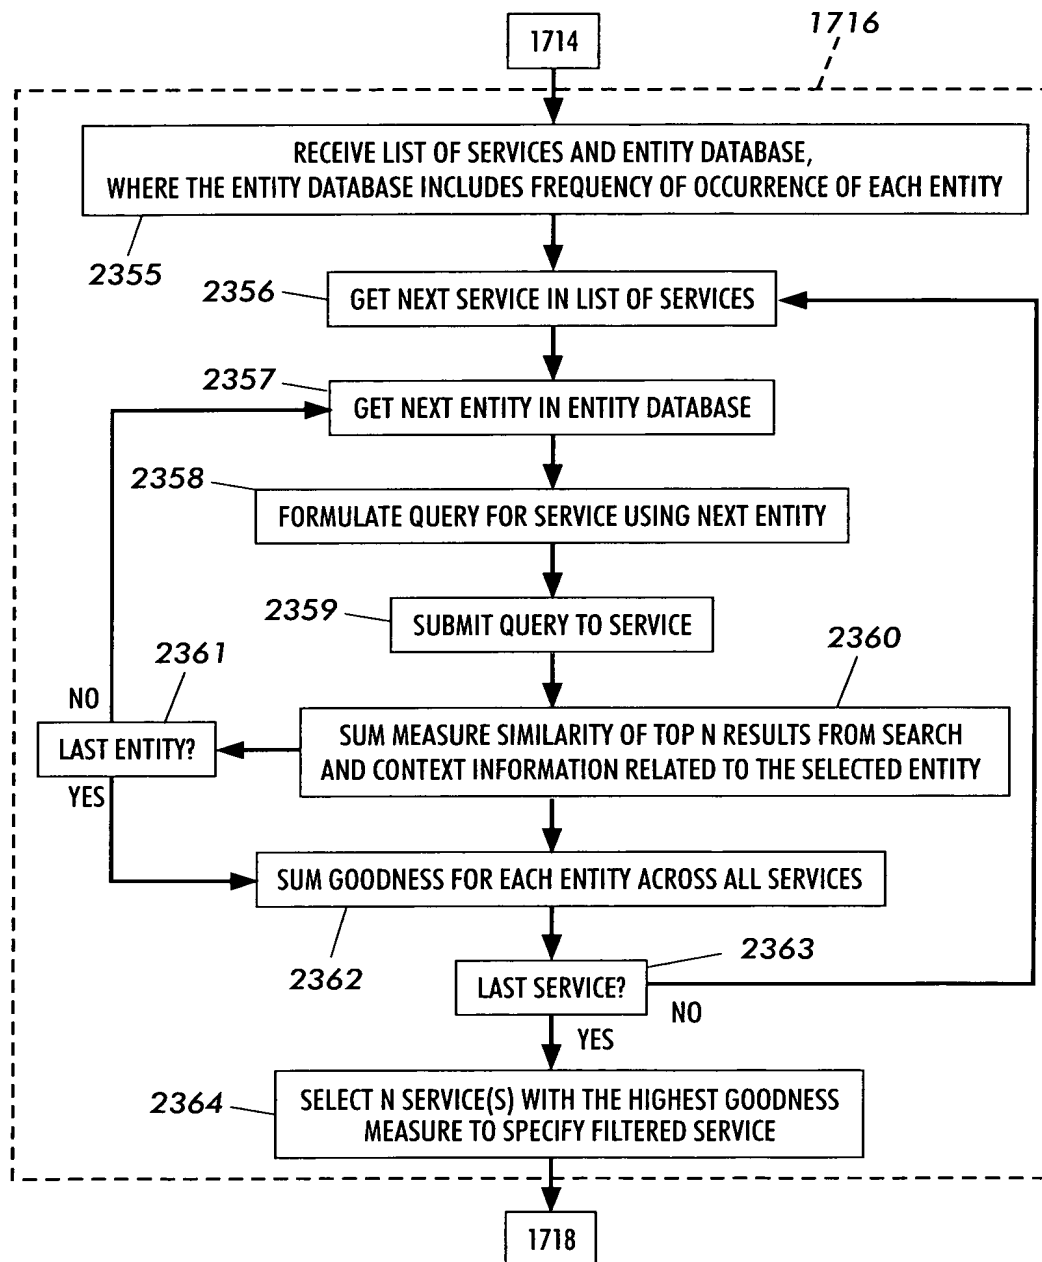 1714
1716
RECEIVE LIST OF SERVICES AND ENTITY DATABASE,
WHERE THE ENTITY DATABASE INCLUDES FREQUENCY OF OCCURRENCE OF EACH ENTITY
2355
2356
GET NEXT SERVICE IN LIST OF SERVICES
2357
GET NEXT ENTITY IN ENTITY DATABASE
2358
FORMULATE QUERY FOR SERVICE USING NEXT ENTITY
2359
SUBMIT QUERY TO SERVICE
2360
2361
NO
LAST ENTITY?
YES
SUM MEASURE SIMILARITY OF TOP N RESULTS FROM SEARCH
AND CONTEXT INFORMATION RELATED TO THE SELECTED ENTITY
SUM GOODNESS FOR EACH ENTITY ACROSS ALL SERVICES
2362
2363
LAST SERVICE?
NO
YES
2364
SELECT N SERVICE(S) WITH THE HIGHEST GOODNESS
MEASURE TO SPECIFY FILTERED SERVICE
1718